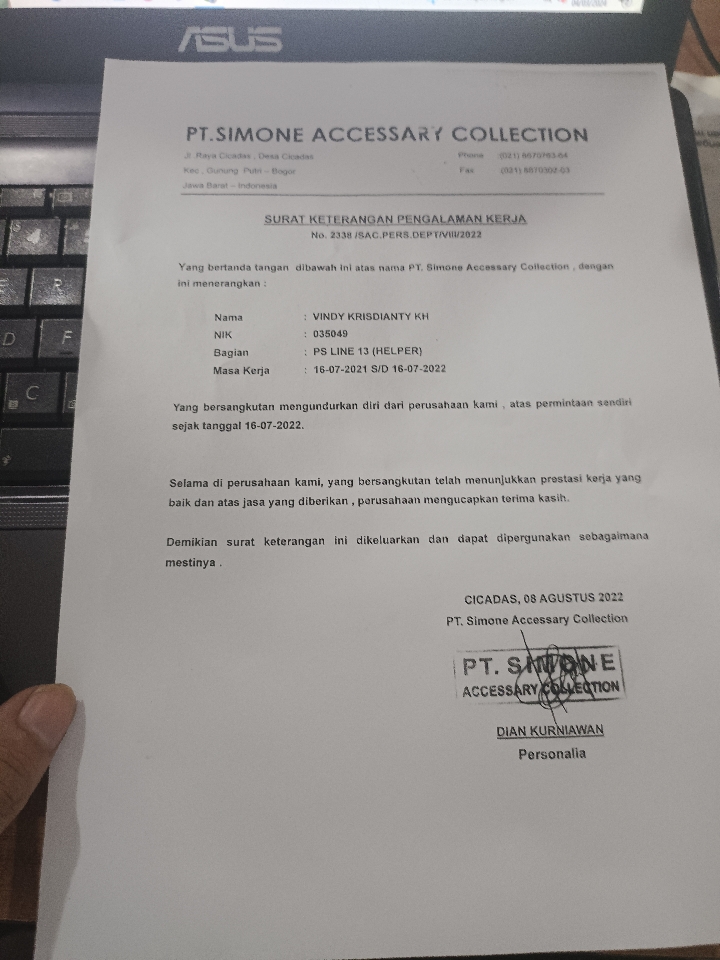 ASUS
PT.SIMONE ACCESSARY COLLECTION
Jl. Raya Cicadas , Desa Cicadas
Kec , Gunung Putri – Bogor
Jawa Barat – Indonesia
Phone (021) 8670763-64
Fax
SURAT KETERANGAN PENGALAMAN KERJA
No. 2338 /SAC.PERS.DEPT/VIII/2022
Yang bertanda tangan dibawah ini atas nama PT. Simone Accessary Collection , dengan
ini menerangkan :
Nama : VINDY KRISDIANTY KH
NIK : 035049
Bagian : PS LINE 13 (HELPER)
Masa Kerja : 16-07-2021 S/D 16-07-2022
Yang bersangkutan mengundurkan diri dari perusahaan kami , atas permintaan sendiri
sejak tanggal 16-07-2022.
Selama di perusahaan kami, yang bersangkutan telah menunjukkan prestasi kerja yang
baik dan atas jasa yang diberikan , perusahaan mengucapkan terima kasih.
Demikian surat keterangan ini dikeluarkan dan dapat dipergunakan sebagaimana
mestinya .
CICADAS, 08 AGUSTUS 2022
PT. Simone Accessary Collection
PT. SIMONE
ACCESSARY COLLECTION
DIAN KURNIAWAN
Personalia
R
D
F
C